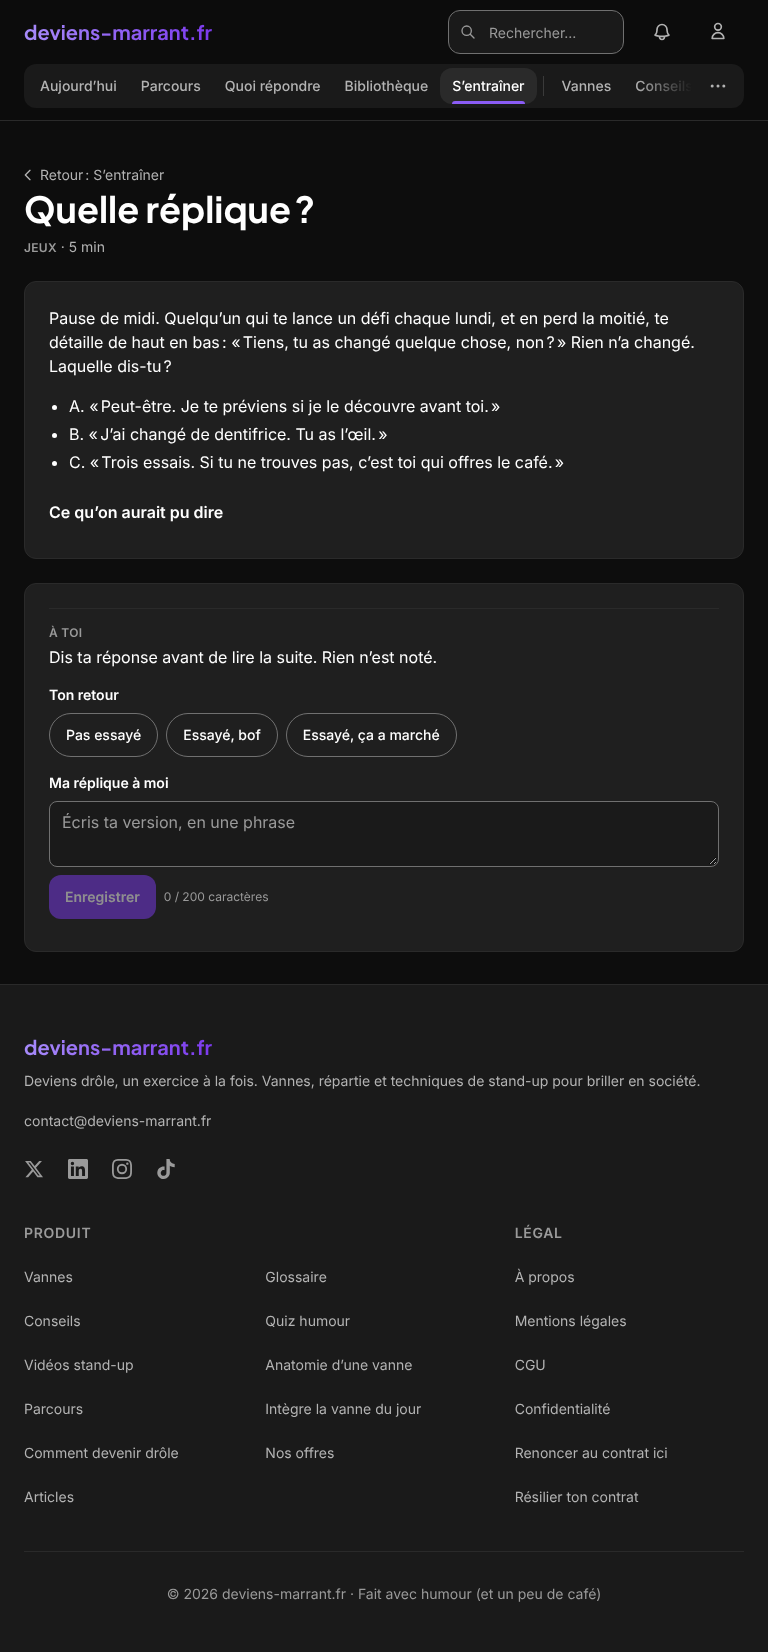 deviens-marrant.fr
Rechercher...
Aujourd’hui
Parcours
Quoi répondre
Bibliothèque
S’entraîner
Vannes
Conseils
Retour : S’entraîner
Quelle réplique ?
JEUX · 5 min
Pause de midi. Quelqu’un qui te lance un défi chaque lundi, et en perd la moitié, te
détaille de haut en bas : « Tiens, tu as changé quelque chose, non ? » Rien n’a changé.
Laquelle dis-tu ?
• A. « Peut-être. Je te préviens si je le découvre avant toi. »
• B. « J’ai changé de dentifrice. Tu as l’œil. »
• C. « Trois essais. Si tu ne trouves pas, c’est toi qui offres le café. »
Ce qu’on aurait pu dire
À TOI
Dis ta réponse avant de lire la suite. Rien n’est noté.
Ton retour
Pas essayé
Essayé, bof
Essayé, ça a marché
Ma réplique à moi
Écris ta version, en une phrase
Enregistrer
0 / 200 caractères
deviens-marrant.fr
Deviens drôle, un exercice à la fois. Vannes, répartie et techniques de stand-up pour briller en société.
contact@deviens-marrant.fr
PRODUIT
Vannes
Conseils
Vidéos stand-up
Parcours
Comment devenir drôle
Articles
Glossaire
Quiz humour
Anatomie d’une vanne
Intègre la vanne du jour
Nos offres
LÉGAL
À propos
Mentions légales
CGU
Confidentialité
Renoncer au contrat ici
Résilier ton contrat
© 2026 deviens-marrant.fr · Fait avec humour (et un peu de café)